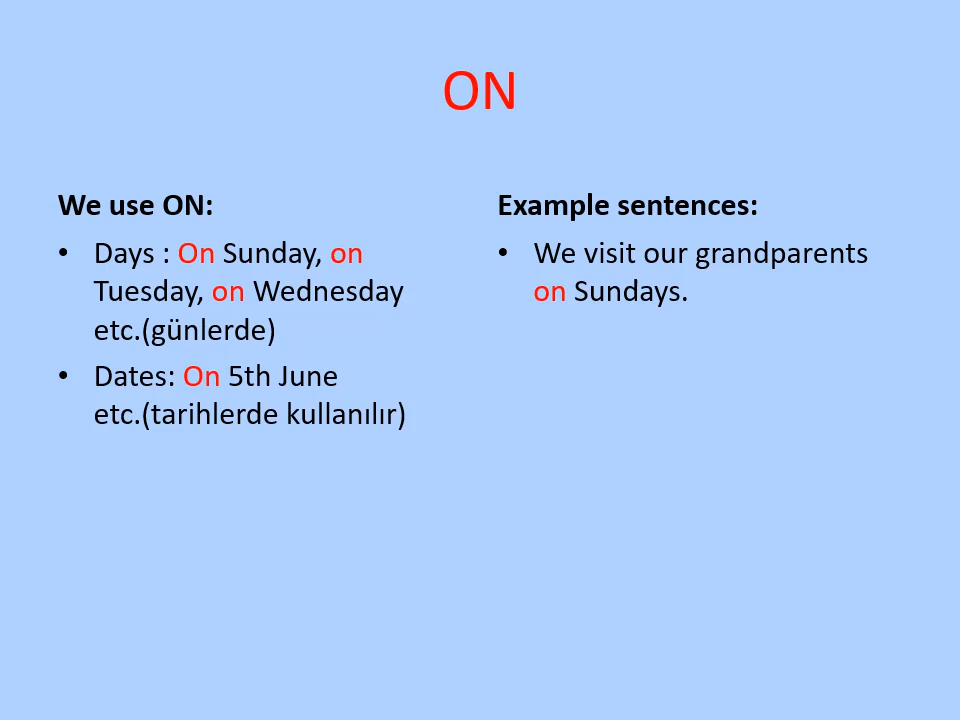 ON
We use ON:
• Days : On Sunday, on
Tuesday, on Wednesday
etc.(günlerde)
• Dates: On 5th June
etc.(tarihlerde kullanılır)
Example sentences:
• We visit our grandparents
on Sundays.